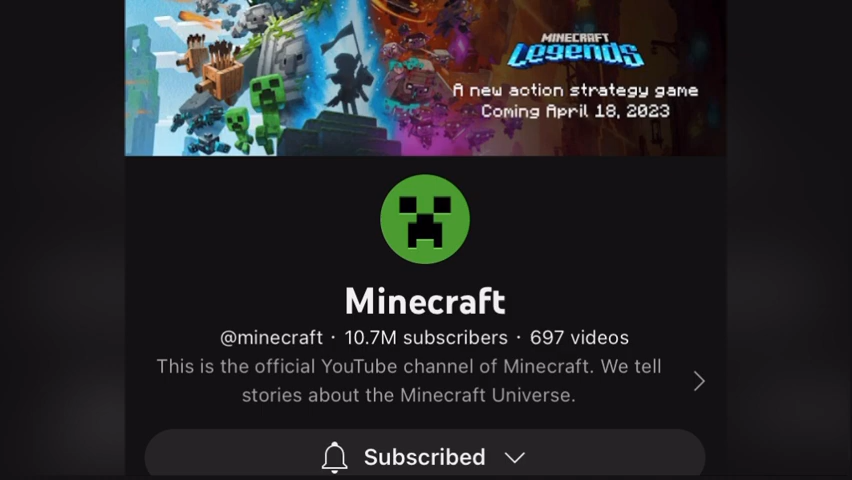 MINECRAFT
Legends
A new action strategy game
Coming April 18, 2023
Minecraft
@minecraft · 10.7M subscribers · 697 videos
This is the official YouTube channel of Minecraft. We tell
stories about the Minecraft Universe.
Subscribed